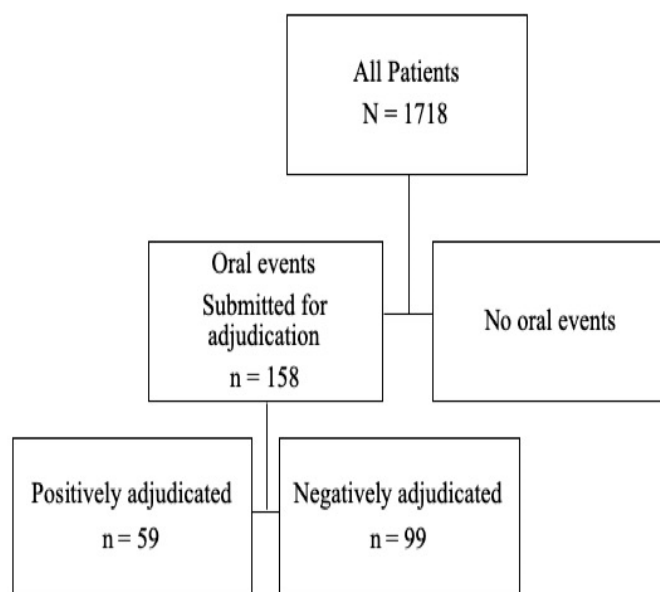 All Patients
N = 1718
Oral events
Submitted for
adjudication
n = 158
No oral events
Positively adjudicated
n = 59
Negatively adjudicated
n = 99